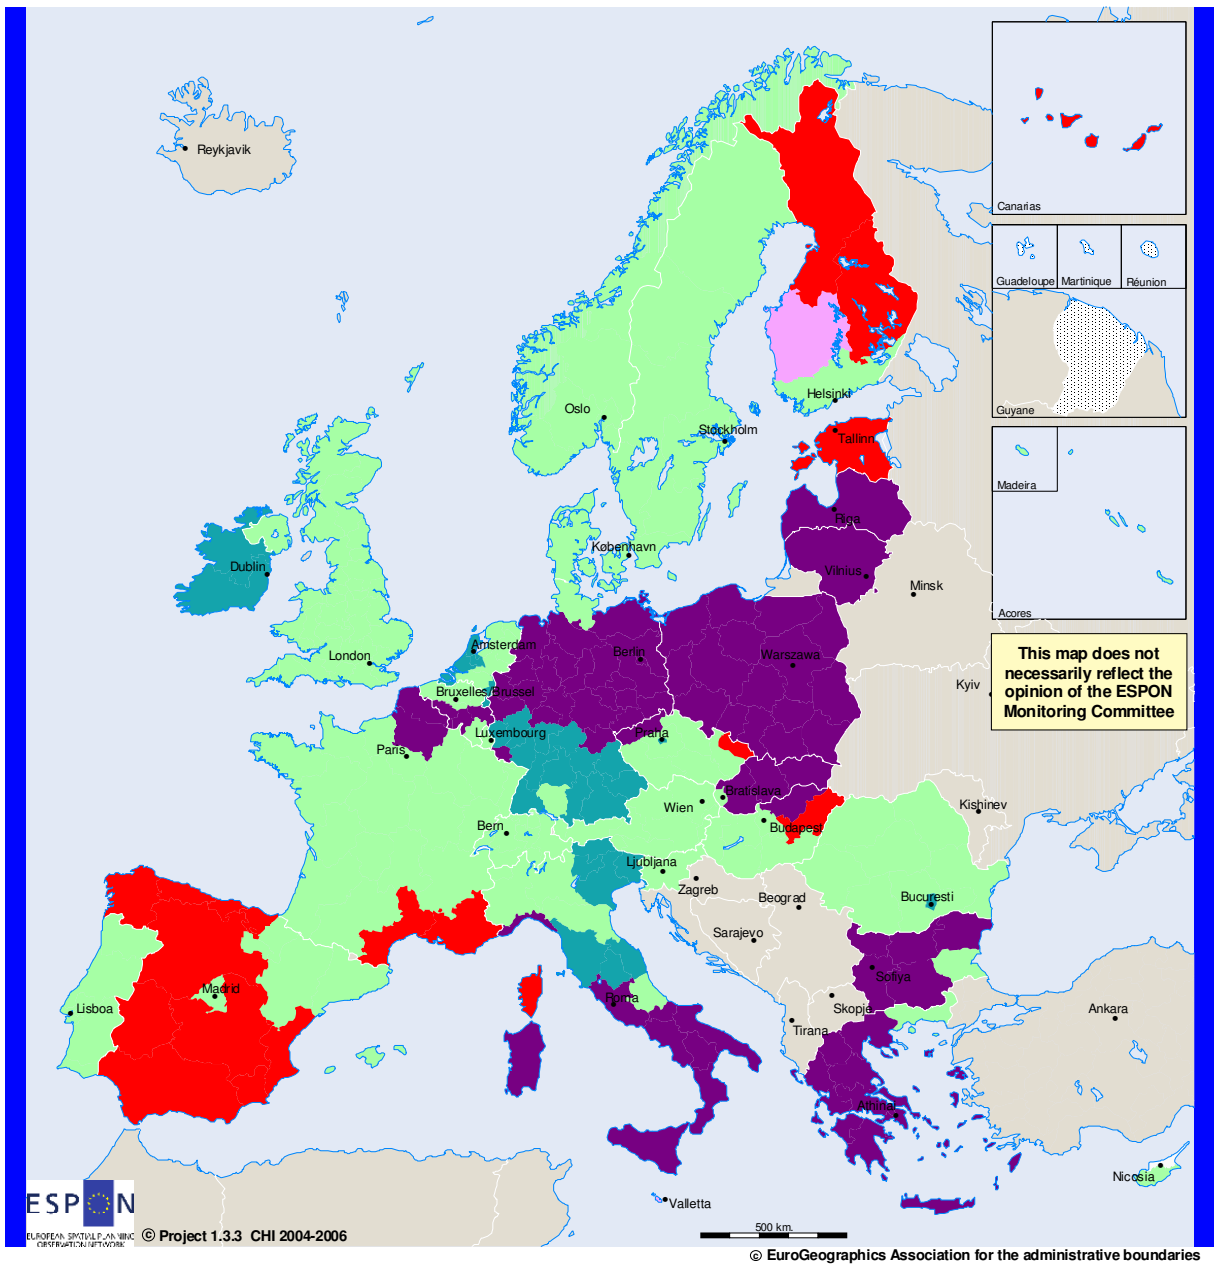 Reykjavik
Canarias
Guadeloupe
Martinique
Réunion
Guyane
Helsinki
Oslo
Stockholm
Tallinn
Madeira
Riga
København
Dublin
Vilnius
Minsk
Acores
Amsterdam
London
Berlin
Warszawa
This map does not
necessarily reflect the
opinion of the ESPON
Monitoring Committee
Kyiv
Bruxelles/Brussel
Luxembourg
Praha
Paris
Bratislava
Wien
Kishinev
Bern
Budapest
Ljubljana
Zagreb
Beograd
Bucuresti
Sarajevo
Sofiya
Madrid
Roma
Lisboa
Skopje
Ankara
Tirana
Athinai
Nicosia
Valletta
ESPON
EUROPEAN SPATIAL PLANNING
OBSERVATION NETWORK
© Project 1.3.3 CHI 2004-2006
500 km.
© EuroGeographics Association for the administrative boundaries